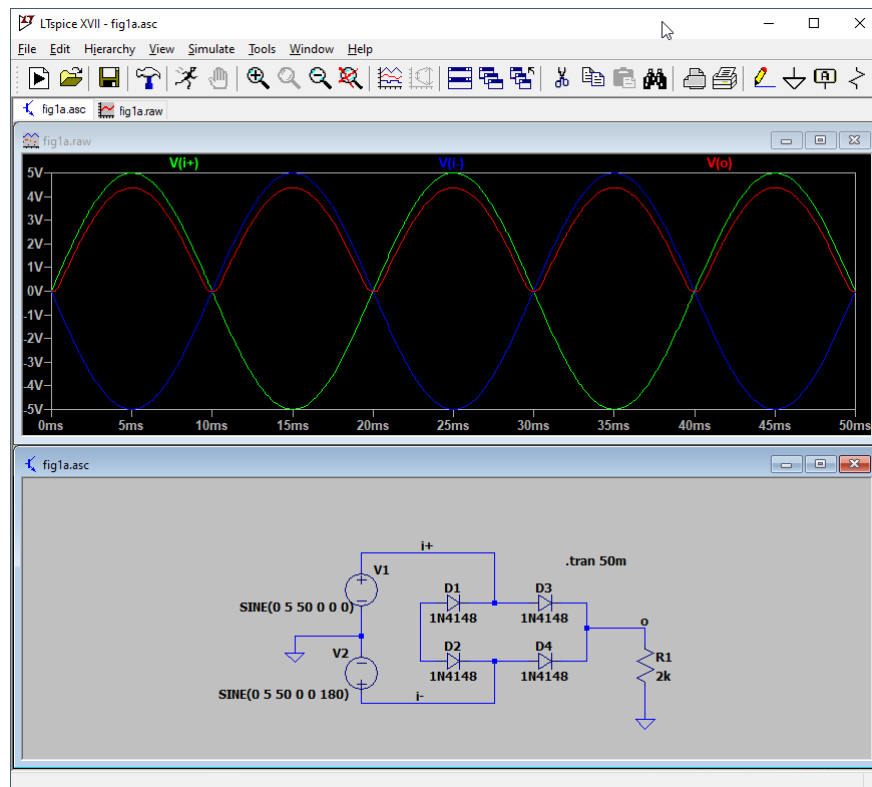 LTspice XVII - fig1a.asc
File Edit Hierarchy View Simulate Tools Window Help
fig1a.asc fig1a.raw
fig1a.raw
V(i+) V(i-) V(o)
5V
4V
3V
2V
1V
0V
-1V
-2V
-3V
-4V
-5V
0ms 5ms 10ms 15ms 20ms 25ms 30ms 35ms 40ms 45ms 50ms
fig1a.asc
i+
.tran 50m
V1
D1 D3
SINE(0 5 50 0 0 0)
1N4148 1N4148
o
V2 D2 D4
R1
1N4148 1N4148 2k
SINE(0 5 50 0 0 180) i-